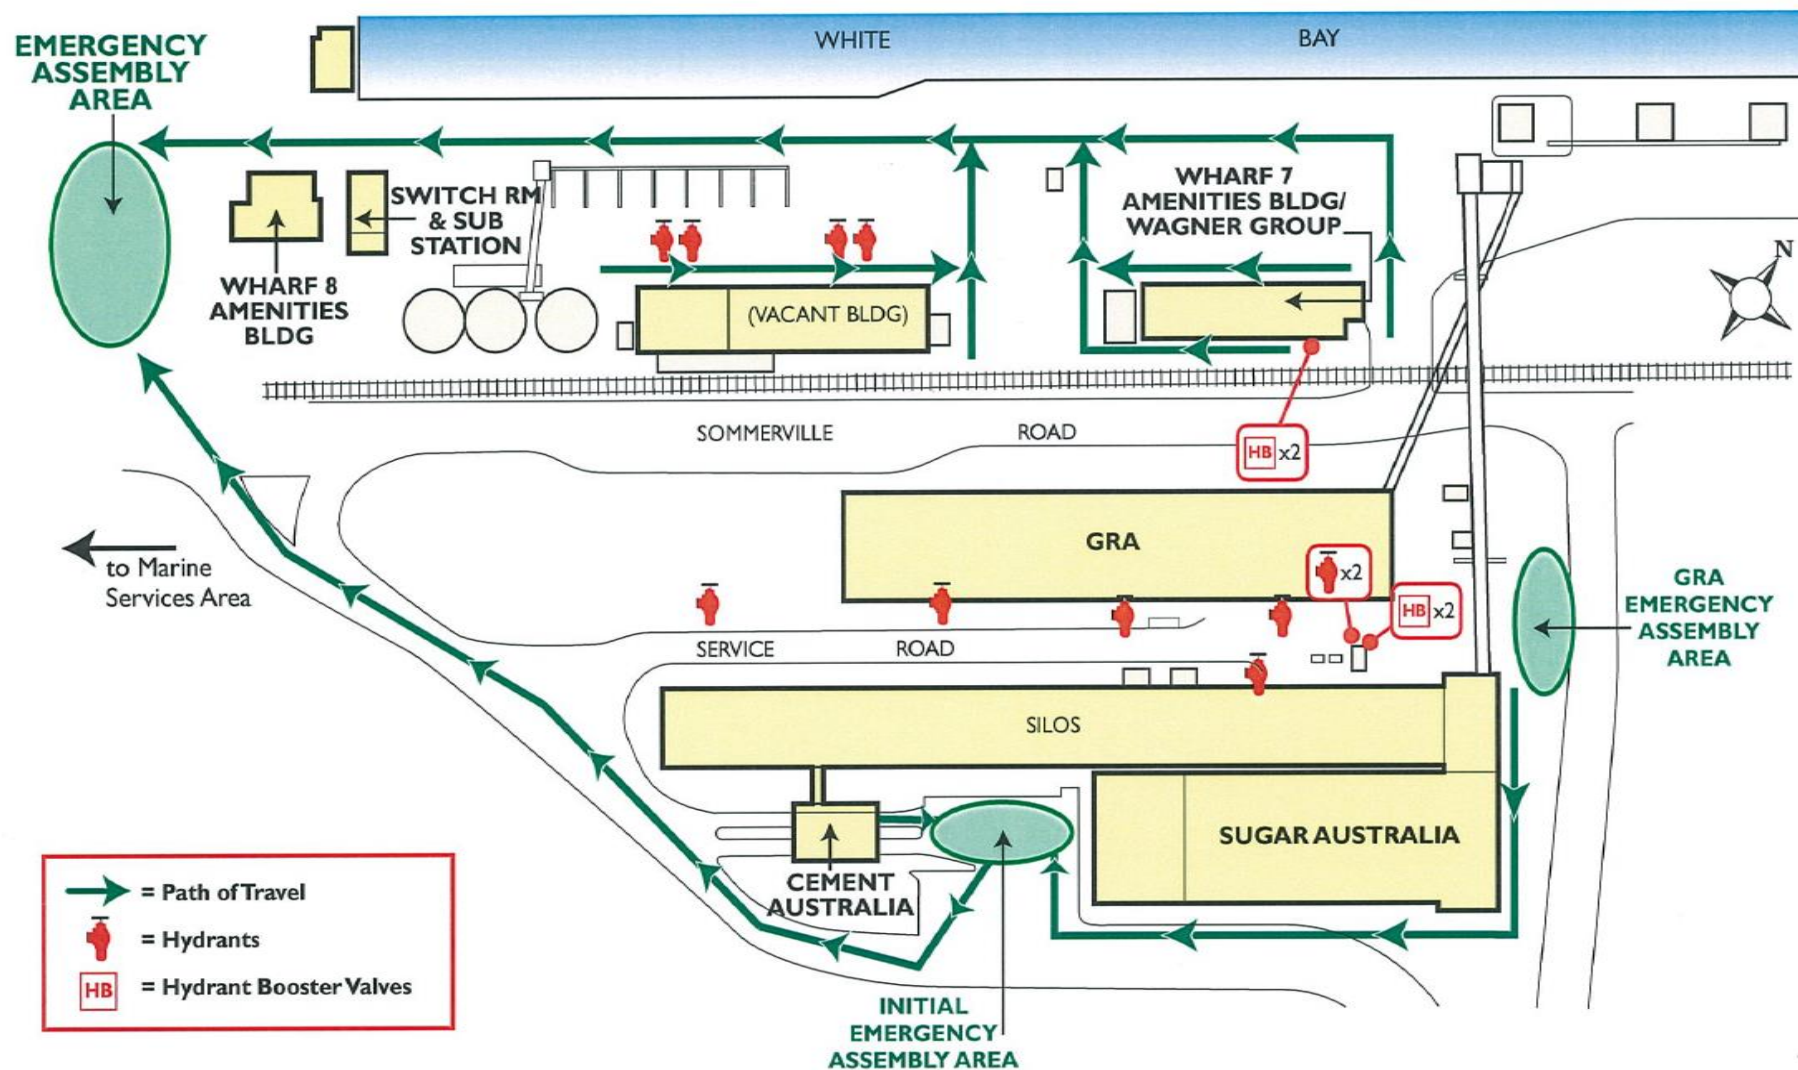 WHITE BAY
EMERGENCY
ASSEMBLY
AREA
SWITCH RM
& SUB
STATION
WHARF 8
AMENITIES
BLDG
(VACANT BLDG)
WHARF 7
AMENITIES BLDG/
WAGNER GROUP
N
SOMMERVILLE ROAD
HB x2
GRA
x2
HB x2
to Marine
Services Area
GRA
EMERGENCY
ASSEMBLY
AREA
SERVICE ROAD
SILOS
SUGAR AUSTRALIA
CEMENT
AUSTRALIA
INITIAL
EMERGENCY
ASSEMBLY AREA
= Path of Travel
= Hydrants
HB = Hydrant Booster Valves